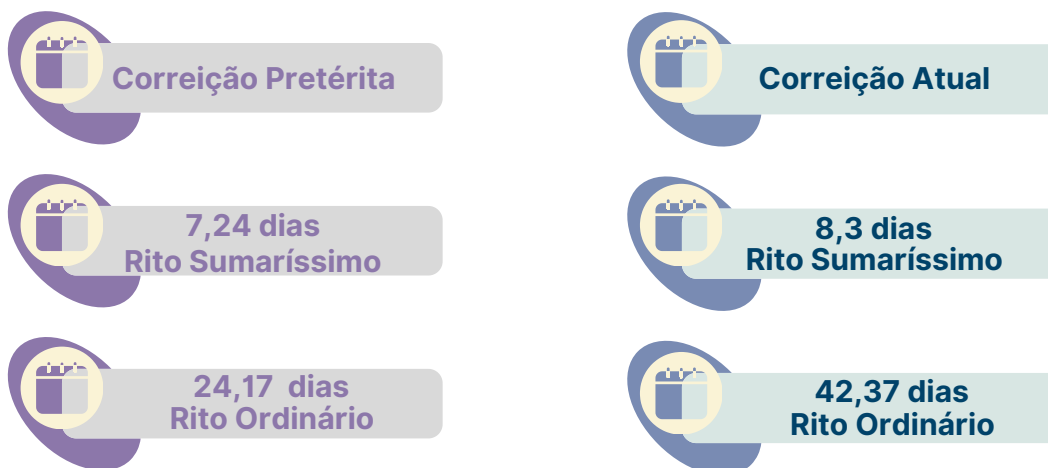 Correição Pretérita
Correição Atual
7,24 dias
Rito Sumaríssimo
8,3 dias
Rito Sumaríssimo
24,17 dias
Rito Ordinário
42,37 dias
Rito Ordinário